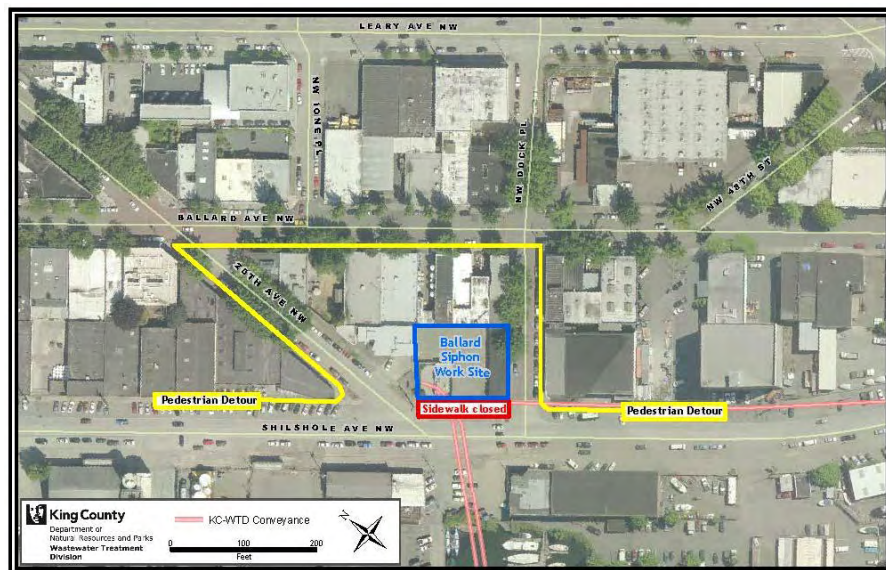 LEARY AVE NW
NW IONE PL
NW DOCK PL
NW 48TH ST
BALLARD AVE NW
20TH AVE NW
Ballard
Siphon
Work Site
Pedestrian Detour
Sidewalk closed
Pedestrian Detour
SHILSHOLE AVE NW
King County
Department of
Natural Resources and Parks
Wastewater Treatment
Division
KC-WTD Conveyance
0 100 200
Feet
N